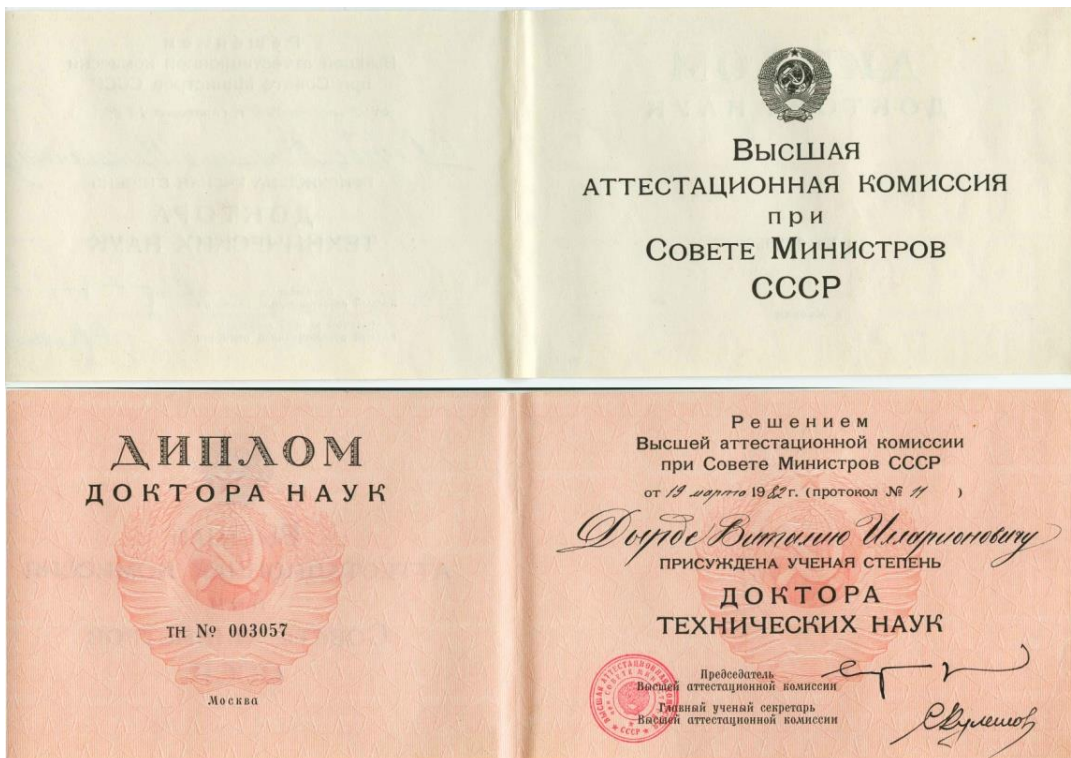 Высшая
аттестационная комиссия
при
Совете Министров
СССР
ДИПЛОМ
ДОКТОРА НАУК
ТН № 003057
Москва
Решением
Высшей аттестационной комиссии
при Совете Министров СССР
от 19 марта 1982 г. (протокол № 11 )
Дырде Виталию Илларионовичу
ПРИСУЖДЕНА УЧЕНАЯ СТЕПЕНЬ
ДОКТОРА
ТЕХНИЧЕСКИХ НАУК
Председатель
Высшей аттестационной комиссии
Главный ученый секретарь
Высшей аттестационной комиссии